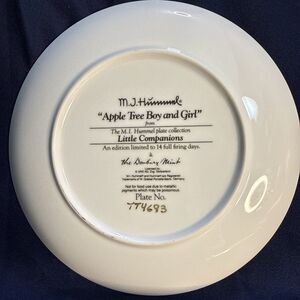 M.J. Hummel
"Apple Tree Boy and Girl"
from
The M.I. Hummel plate collection
Little Companions
An edition limited to 14 full firing days.
&
The Danbury Mint
Not for food use due to metallic
pigments which may be poisonous.
Plate No.
TT4693